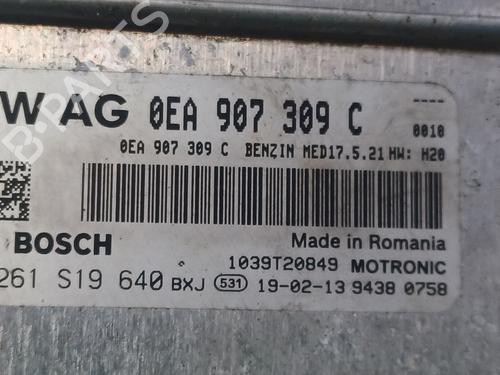 W AG 0EA 907 309 C
----
0010
0EA 907 309 C BENZIN MED17.5.21 HW: H20
BOSCH
Made in Romania
1039T20849 MOTRONIC
261 S19 640 BXJ 531 19-02-13 9438 0758
B-PARTS